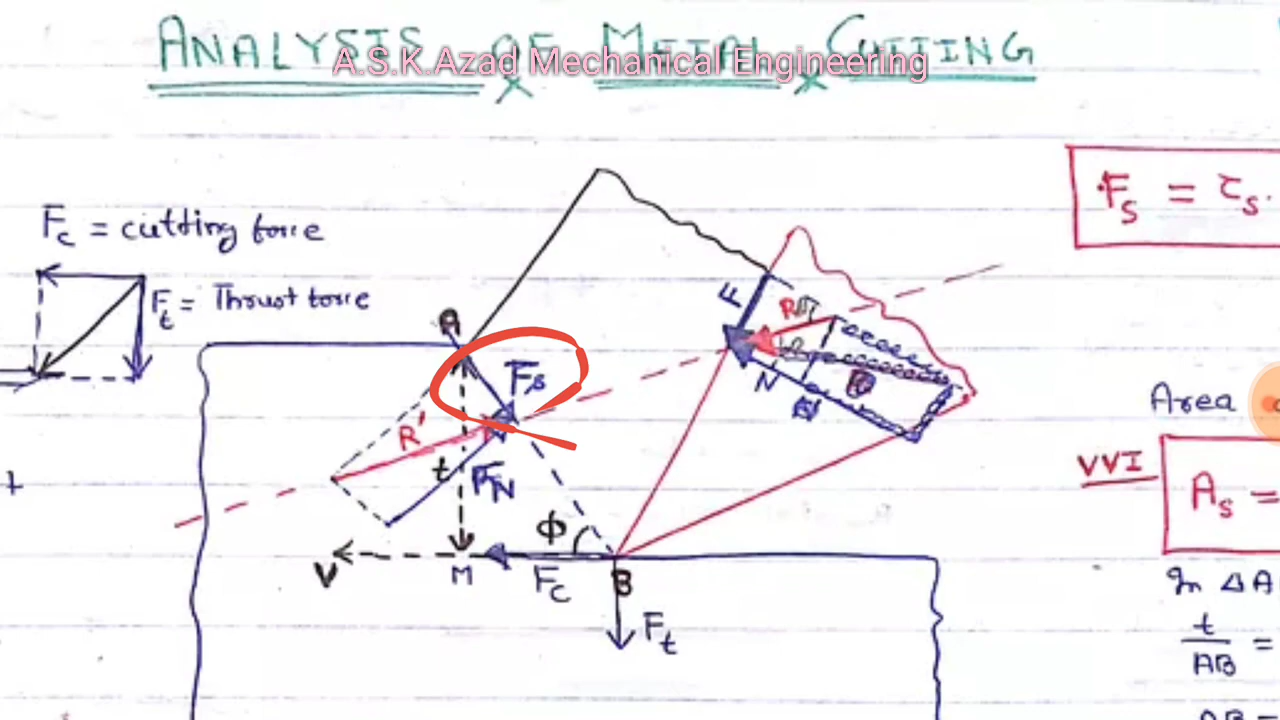 ANALYSIS OF METAL CUTTING
A.S.K.Azad Mechanical Engineering
Fs = τs.
Fc = cutting force
Ft = Thrust force
A
Fs
F
R
N
R'
t
FN
Area
VVI
As =
φ
V
M
Fc
B
Ft
In ΔA
t/AB =
AB =